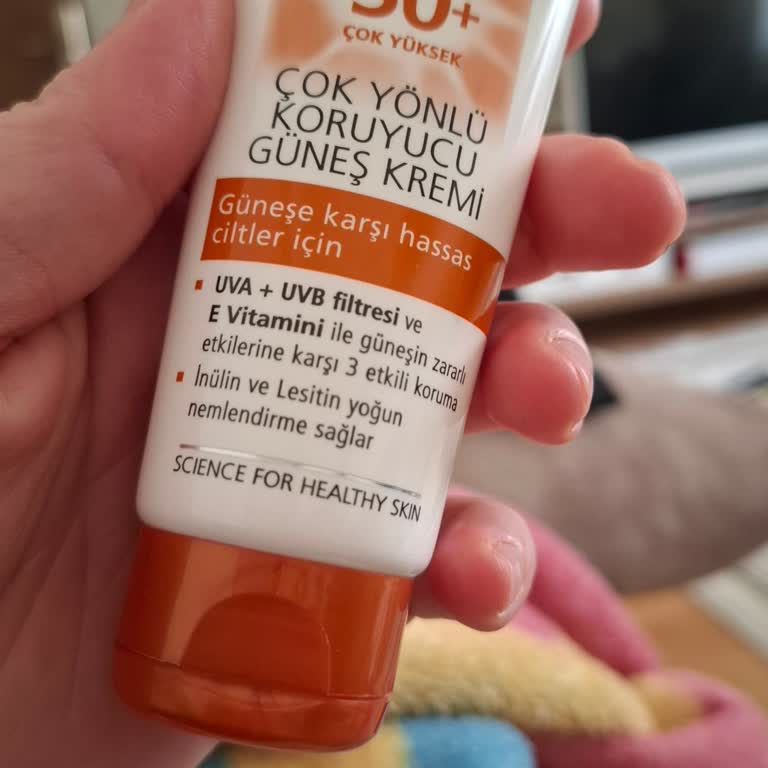 50+
ÇOK YÜKSEK
ÇOK YÖNLÜ
KORUYUCU
GÜNEŞ KREMİ
Güneşe karşı hassas
ciltler için
UVA + UVB filtresi ve
E Vitamini ile güneşin zararlı
etkilerine karşı 3 etkili koruma
İnülin ve Lesitin yoğun
nemlendirme sağlar
SCIENCE FOR HEALTHY SKIN